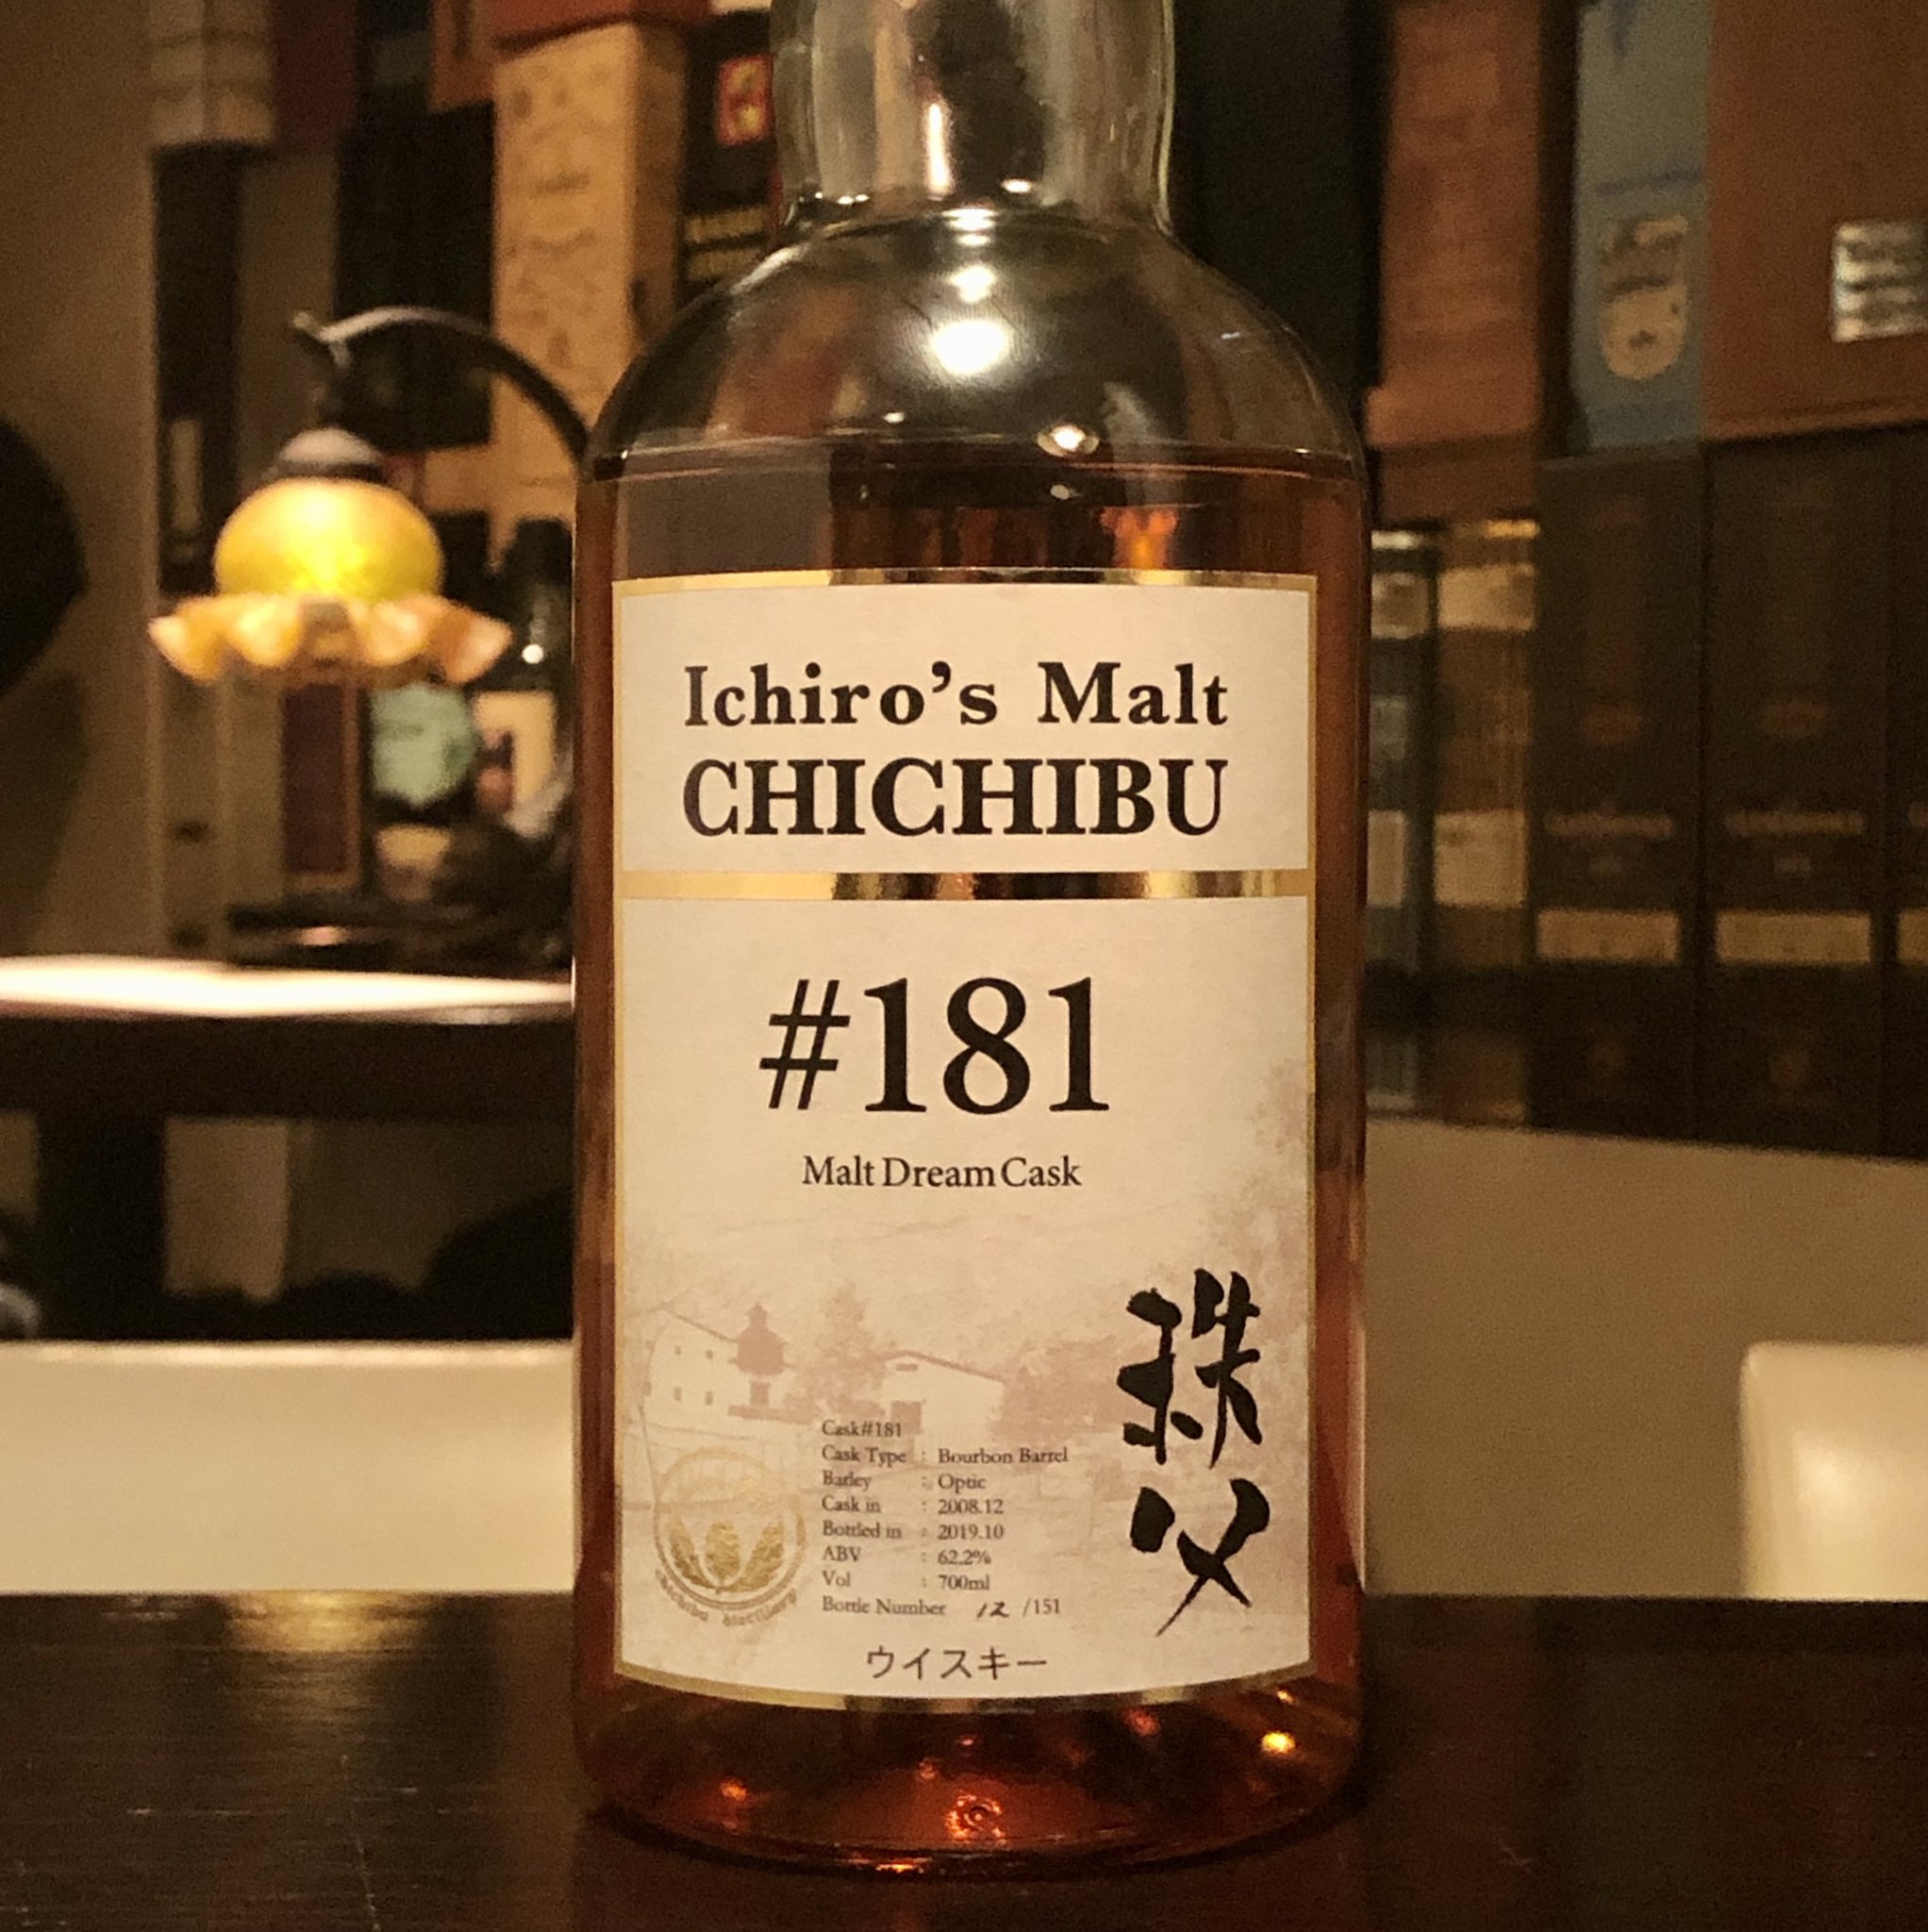 Ichiro's Malt
CHICHIBU
#181
Malt Dream Cask
秩父
Cask#181
Cask Type : Bourbon Barrel
Barley : Optic
Cask in : 2008.12
Bottled in : 2019.10
ABV : 62.2%
Vol : 700ml
Bottle Number 12 /151
chichibu distillery
ウイスキー